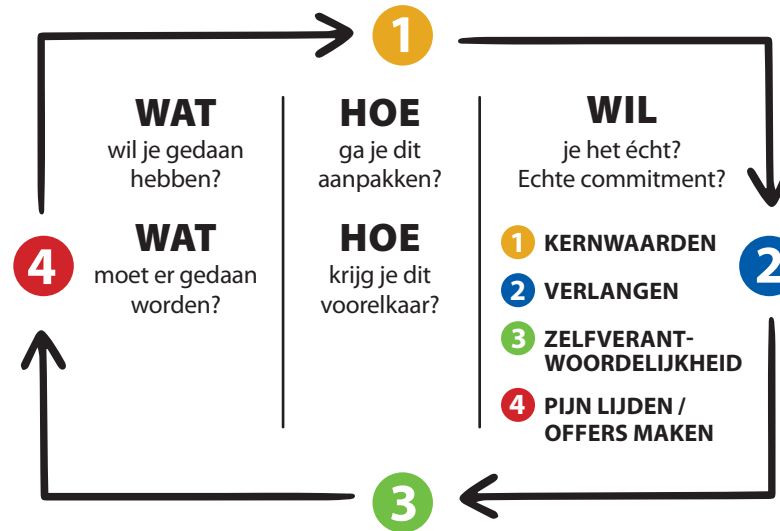 1
WAT
wil je gedaan
hebben?
WAT
moet er gedaan
worden?
HOE
ga je dit
aanpakken?
HOE
krijg je dit
voorelkaar?
WIL
je het écht?
Echte commitment?
1 KERNWAARDEN
2 VERLANGEN
3 ZELFVERANT-
WOORDELIJKHEID
4 PIJN LIJDEN /
OFFERS MAKEN
2
3
4